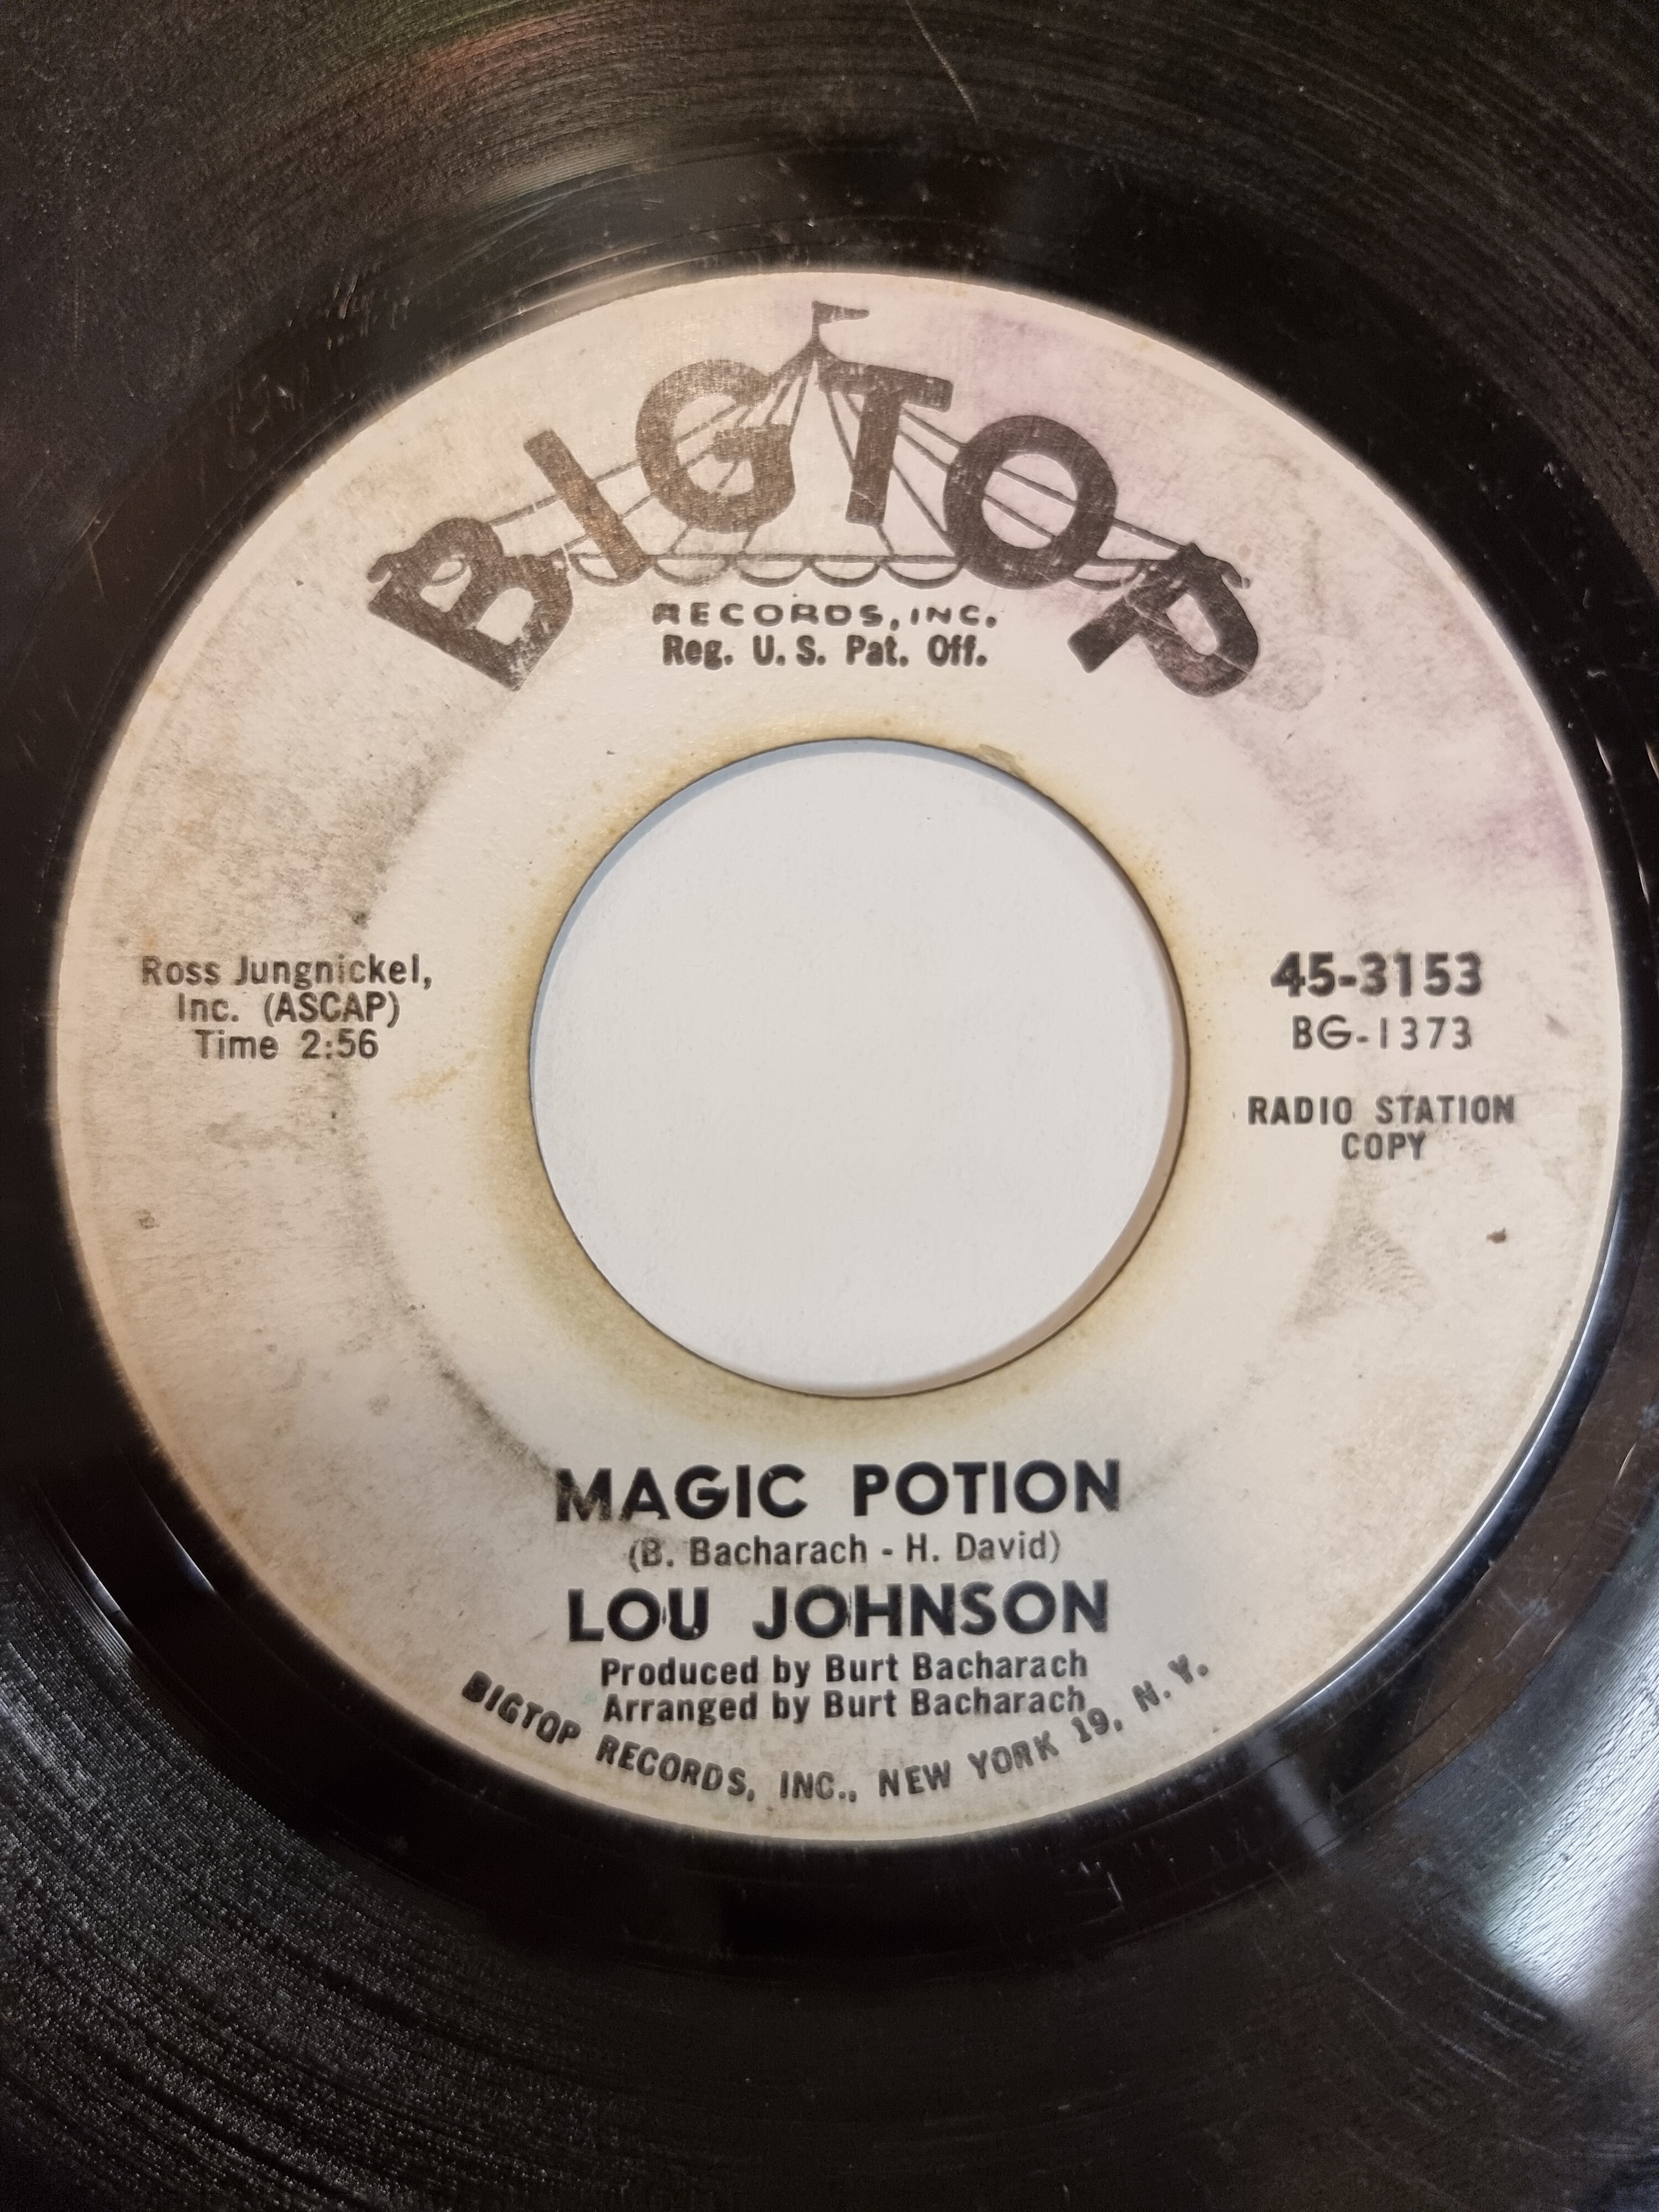 BIGTOP
RECORDS, INC.
Reg. U. S. Pat. Off.
Ross Jungnickel,
Inc. (ASCAP)
Time 2:56
45-3153
BG-1373
RADIO STATION
COPY
MAGIC POTION
(B. Bacharach - H. David)
LOU JOHNSON
Produced by Burt Bacharach
Arranged by Burt Bacharach
BIGTOP RECORDS, INC., NEW YORK 19, N. Y.